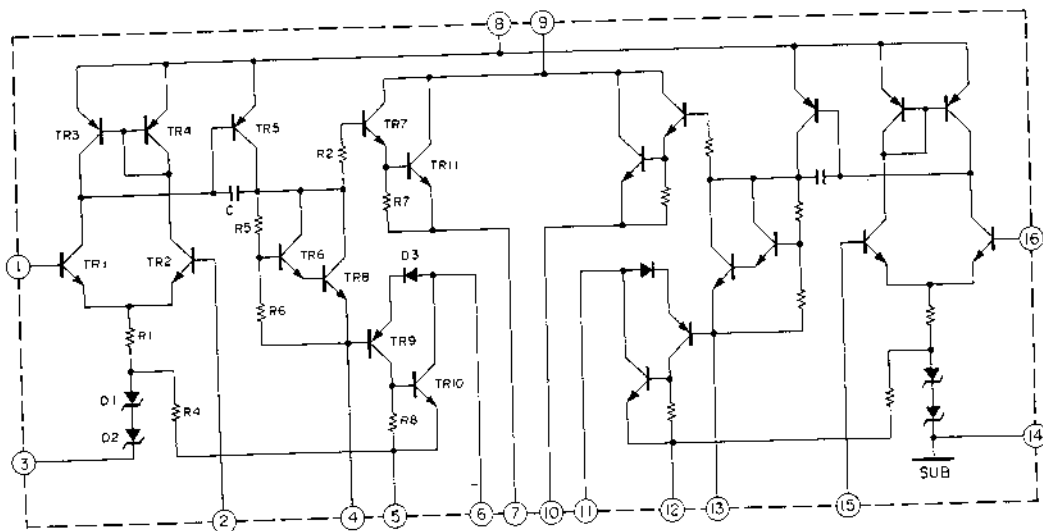 8 9
TR3 TR4 TR5 TR7
R2
TR11
R7
C
R5
D3
16
1 TR1 TR2 TR6
TR8
R6
R1
TR9
TR10
D1
R4
R8
D2
3 14
SUB
2 4 5 6 7 10 11 12 13 15